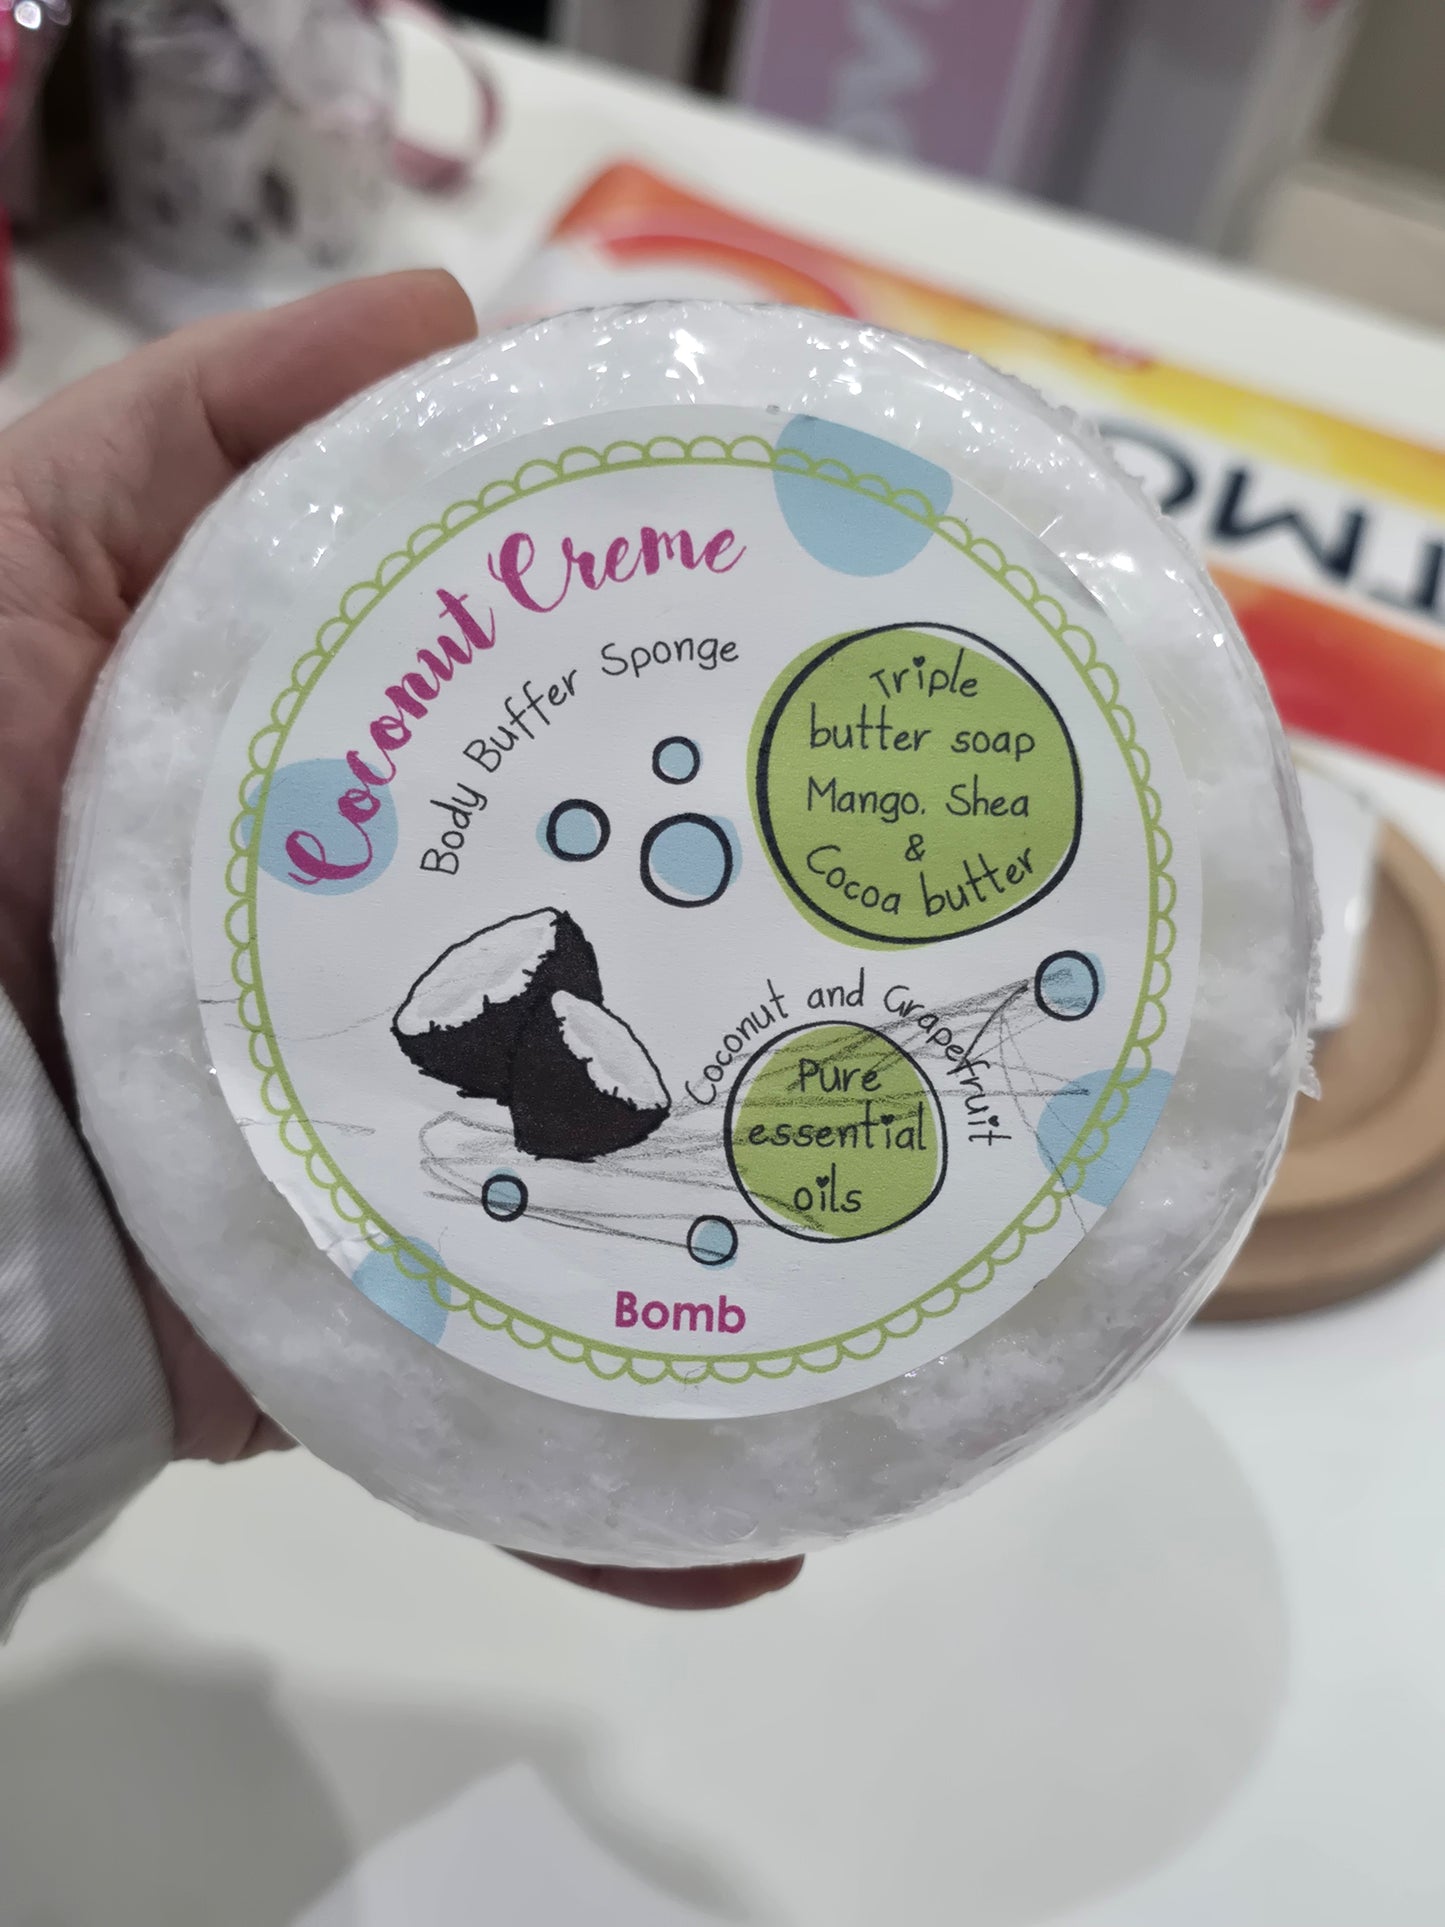 Coconut Creme
Body Buffer Sponge
Triple
butter soap
Mango. Shea
&
Cocoa butter
Coconut and Grapefruit
Pure
essential
oils
Bomb